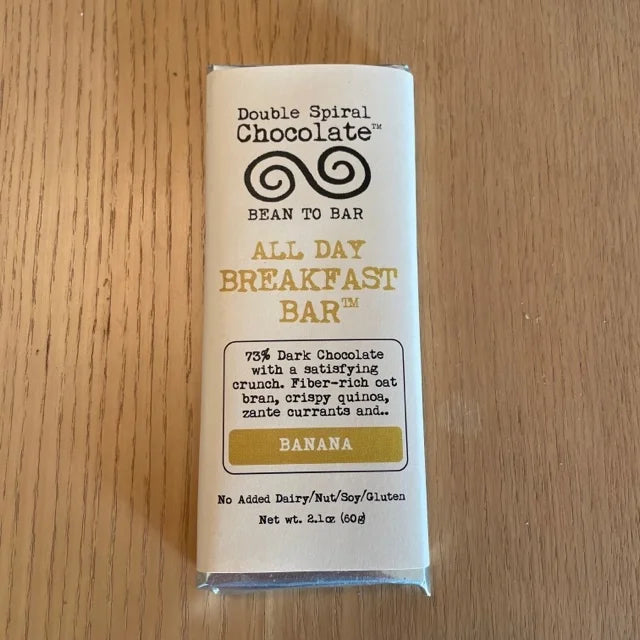 Double Spiral
Chocolate™
BEAN TO BAR
ALL DAY
BREAKFAST
BAR™
73% Dark Chocolate
with a satisfying
crunch. Fiber-rich oat
bran, crispy quinoa,
zante currants and..
BANANA
No Added Dairy/Nut/Soy/Gluten
Net wt. 2.1oz (60g)